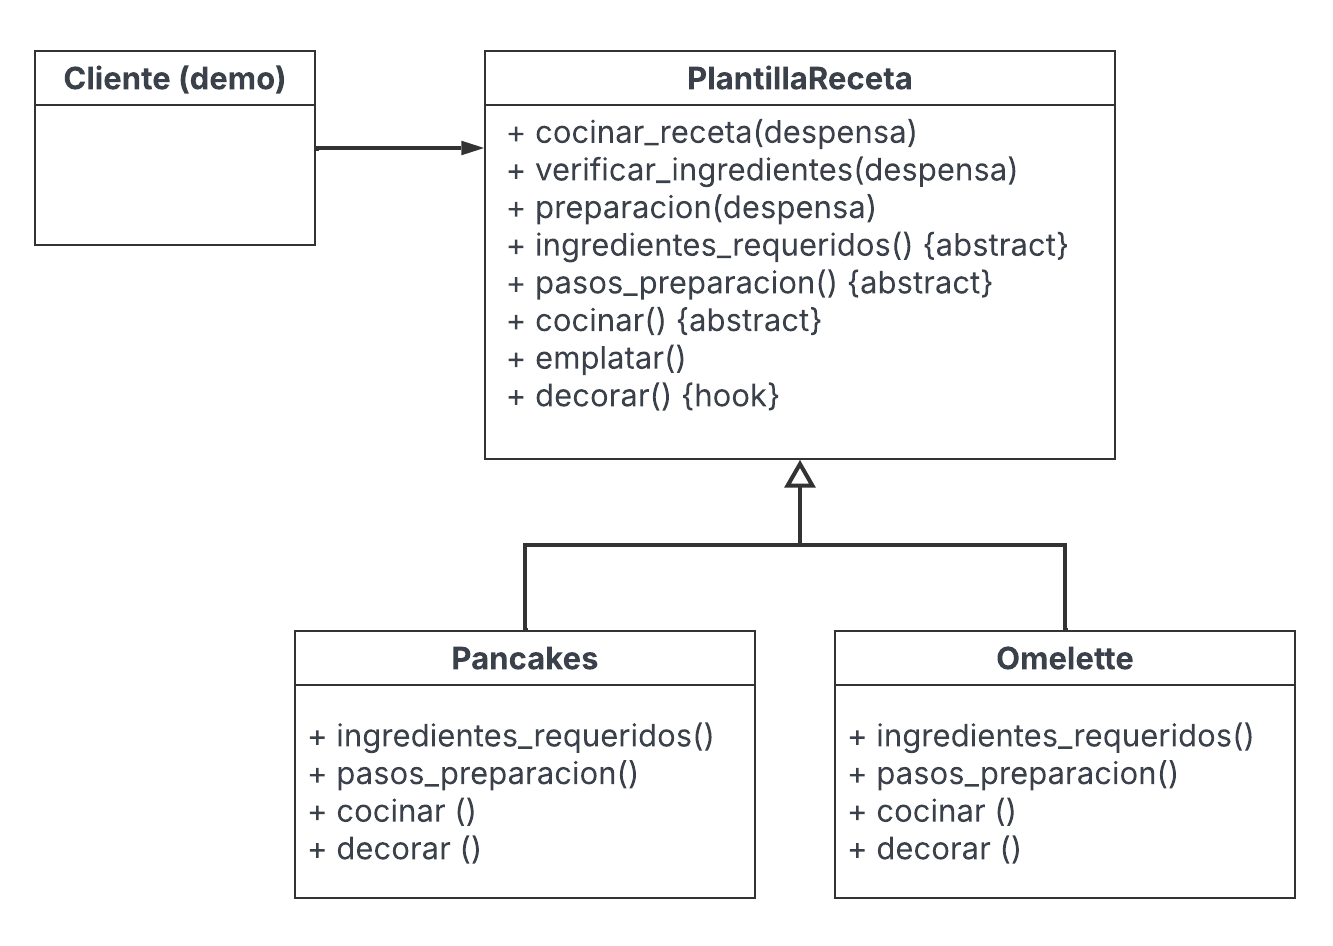 Cliente (demo)
PlantillaReceta
+ cocinar_receta(despensa)
+ verificar_ingredientes(despensa)
+ preparacion(despensa)
+ ingredientes_requeridos() {abstract}
+ pasos_preparacion() {abstract}
+ cocinar() {abstract}
+ emplatar()
+ decorar() {hook}
Pancakes
+ ingredientes_requeridos()
+ pasos_preparacion()
+ cocinar ()
+ decorar ()
Omelette
+ ingredientes_requeridos()
+ pasos_preparacion()
+ cocinar ()
+ decorar ()